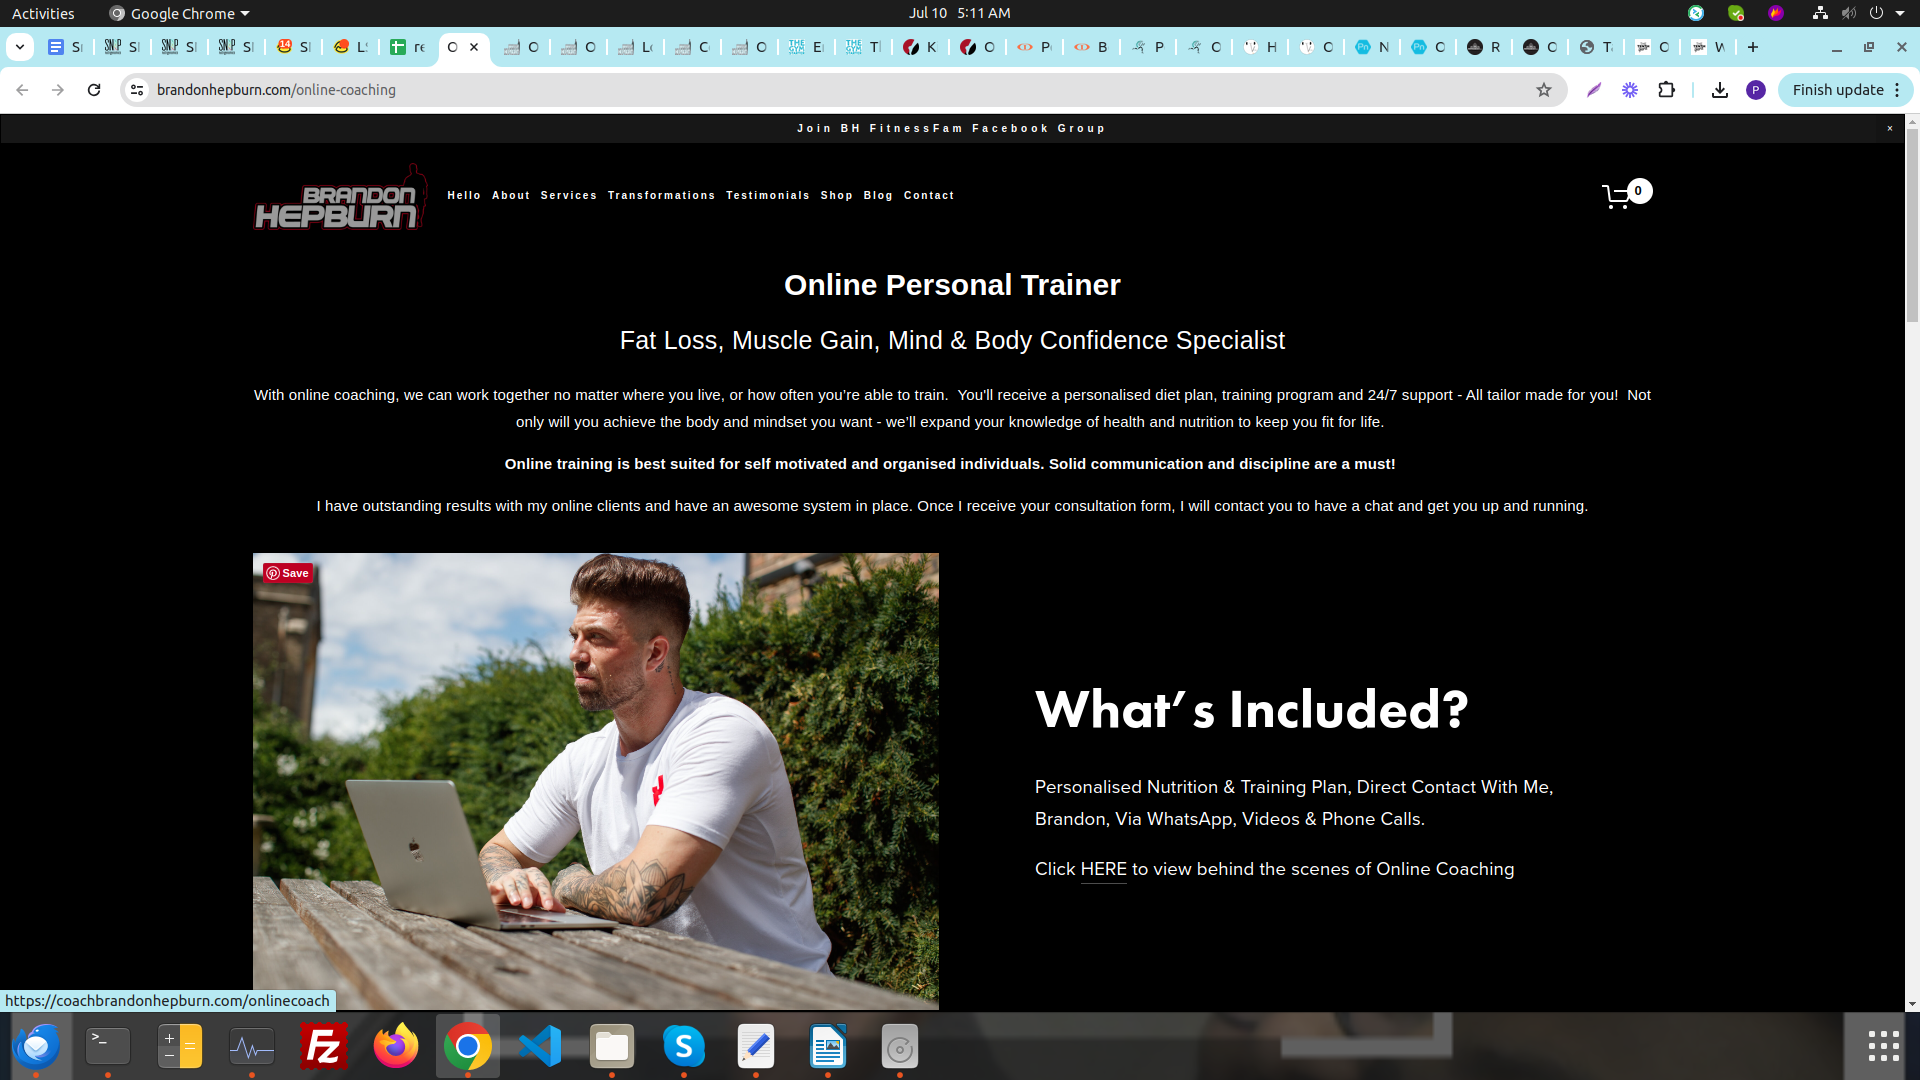 Activities
Google Chrome
Jul 10 5:11 AM
brandonhepburn.com/online-coaching
Finish update
Join BH FitnessFam Facebook Group
×
BRANDON
HEPBURN
Hello About Services Transformations Testimonials Shop Blog Contact
0
Online Personal Trainer
Fat Loss, Muscle Gain, Mind & Body Confidence Specialist
With online coaching, we can work together no matter where you live, or how often you’re able to train.  You'll receive a personalised diet plan, training program and 24/7 support - All tailor made for you!  Not
only will you achieve the body and mindset you want - we’ll expand your knowledge of health and nutrition to keep you fit for life.
Online training is best suited for self motivated and organised individuals. Solid communication and discipline are a must!
I have outstanding results with my online clients and have an awesome system in place. Once I receive your consultation form, I will contact you to have a chat and get you up and running.
Save
What’s Included?
Personalised Nutrition & Training Plan, Direct Contact With Me,
Brandon, Via WhatsApp, Videos & Phone Calls.
Click HERE to view behind the scenes of Online Coaching
https://coachbrandonhepburn.com/onlinecoach